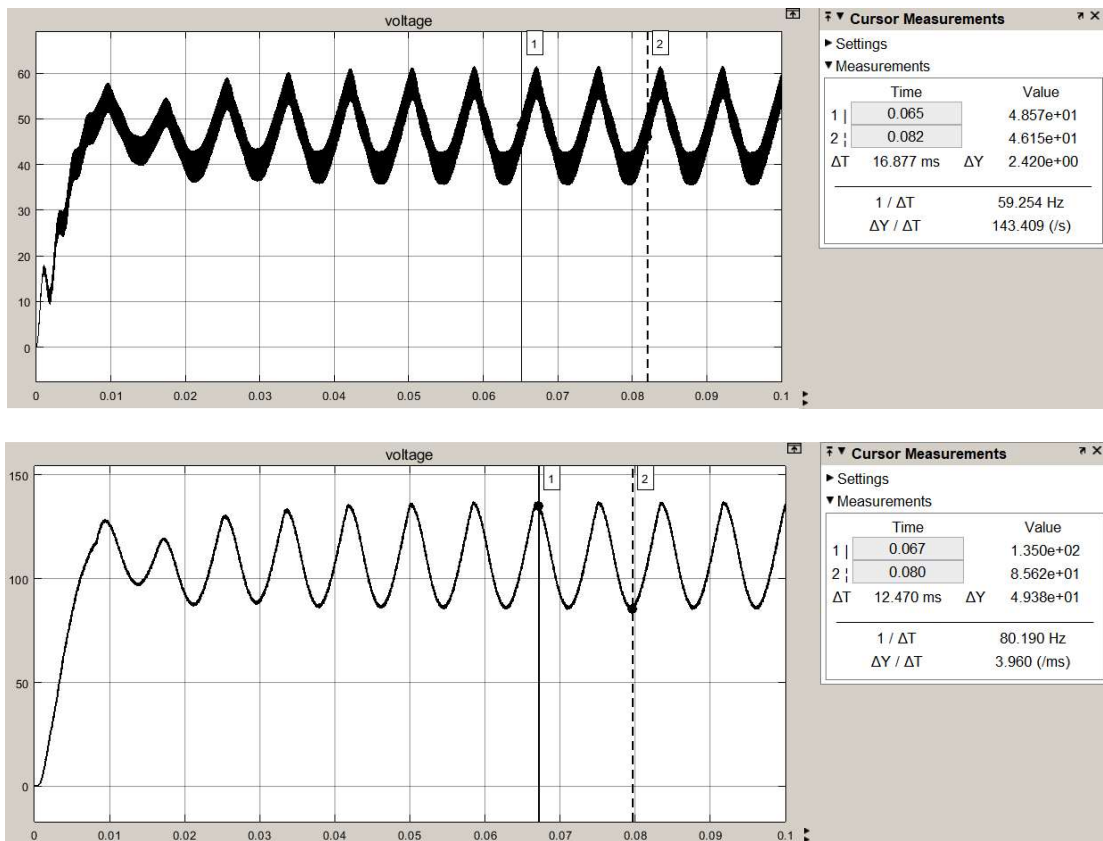 voltage
1
2
60
50
40
30
20
10
0
0 0.01 0.02 0.03 0.04 0.05 0.06 0.07 0.08 0.09 0.1
Cursor Measurements
Settings
Measurements
Time Value
1 | 0.065 4.857e+01
2 ¦ 0.082 4.615e+01
ΔT 16.877 ms ΔY 2.420e+00
1 / ΔT 59.254 Hz
ΔY / ΔT 143.409 (/s)
voltage
1
2
150
100
50
0
0 0.01 0.02 0.03 0.04 0.05 0.06 0.07 0.08 0.09 0.1
Cursor Measurements
Settings
Measurements
Time Value
1 | 0.067 1.350e+02
2 ¦ 0.080 8.562e+01
ΔT 12.470 ms ΔY 4.938e+01
1 / ΔT 80.190 Hz
ΔY / ΔT 3.960 (/ms)